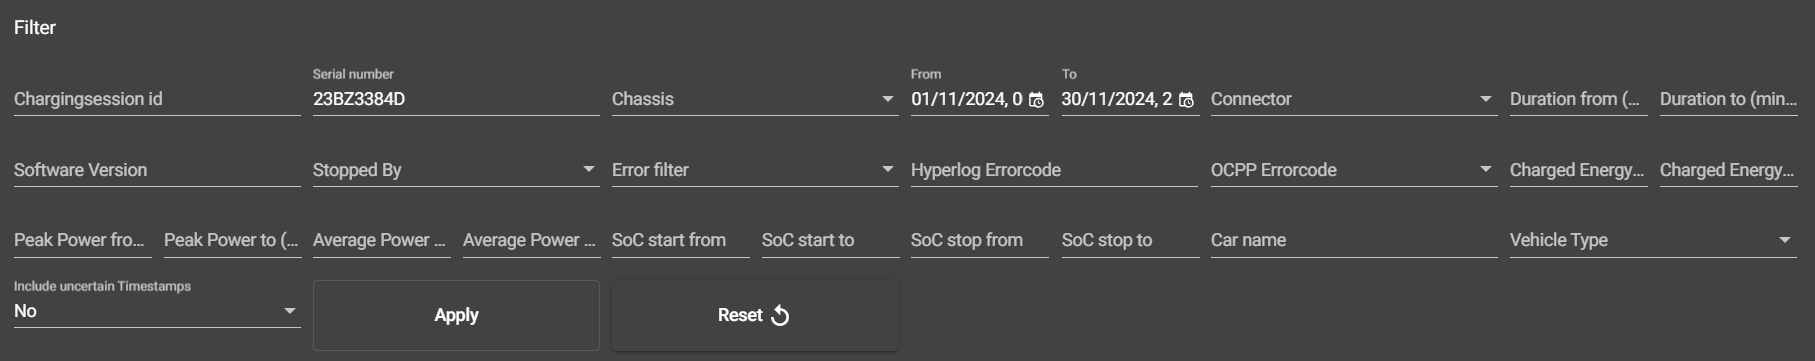 Filter
Serial number
From
To
Chargingsession id
23BZ3384D
Chassis
01/11/2024, 0
30/11/2024, 2
Connector
Duration from (...
Duration to (min...
Software Version
Stopped By
Error filter
Hyperlog Errorcode
OCPP Errorcode
Charged Energy...
Charged Energy...
Peak Power fro...
Peak Power to (...
Average Power ...
Average Power ...
SoC start from
SoC start to
SoC stop from
SoC stop to
Car name
Vehicle Type
Include uncertain Timestamps
No
Apply
Reset